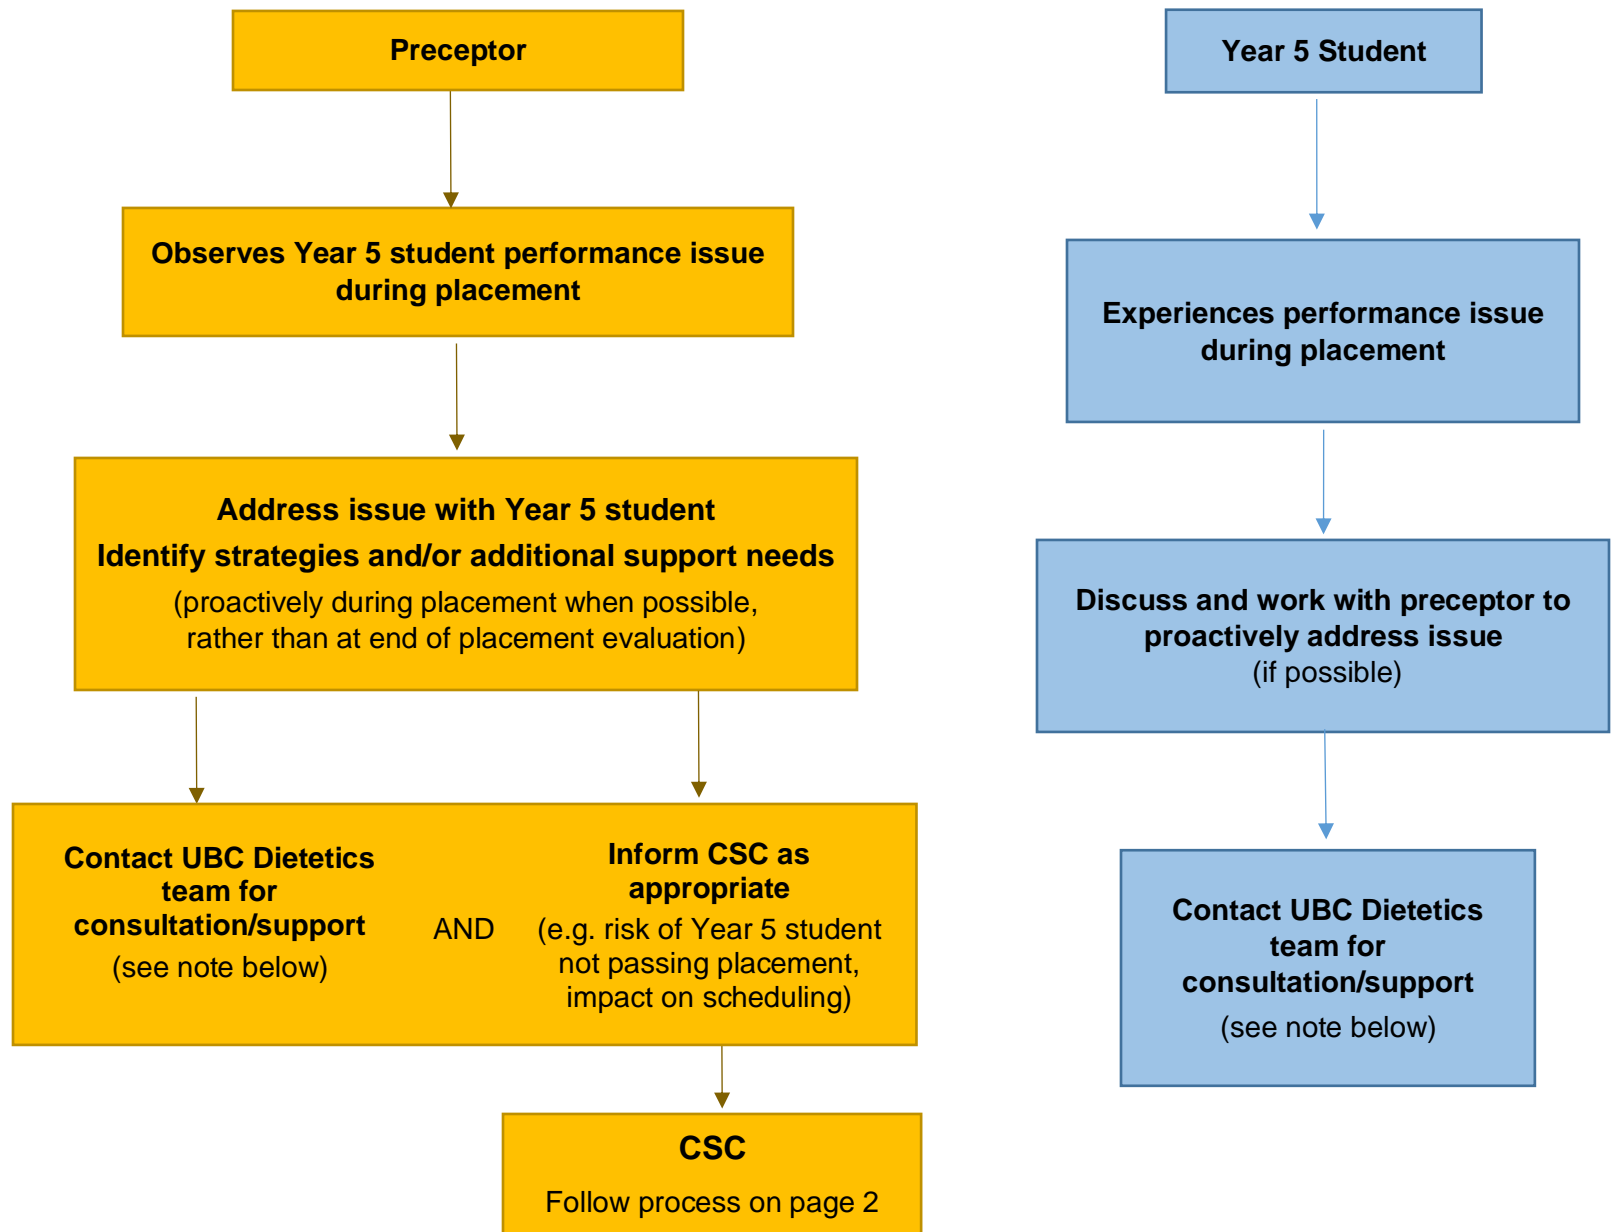 Preceptor
Observes Year 5 student performance issue
during placement
Address issue with Year 5 student
Identify strategies and/or additional support needs
(proactively during placement when possible,
rather than at end of placement evaluation)
Contact UBC Dietetics
team for
consultation/support
(see note below)
AND
Inform CSC as
appropriate
(e.g. risk of Year 5 student
not passing placement,
impact on scheduling)
CSC
Follow process on page 2
Year 5 Student
Experiences performance issue
during placement
Discuss and work with preceptor to
proactively address issue
(if possible)
Contact UBC Dietetics
team for
consultation/support
(see note below)